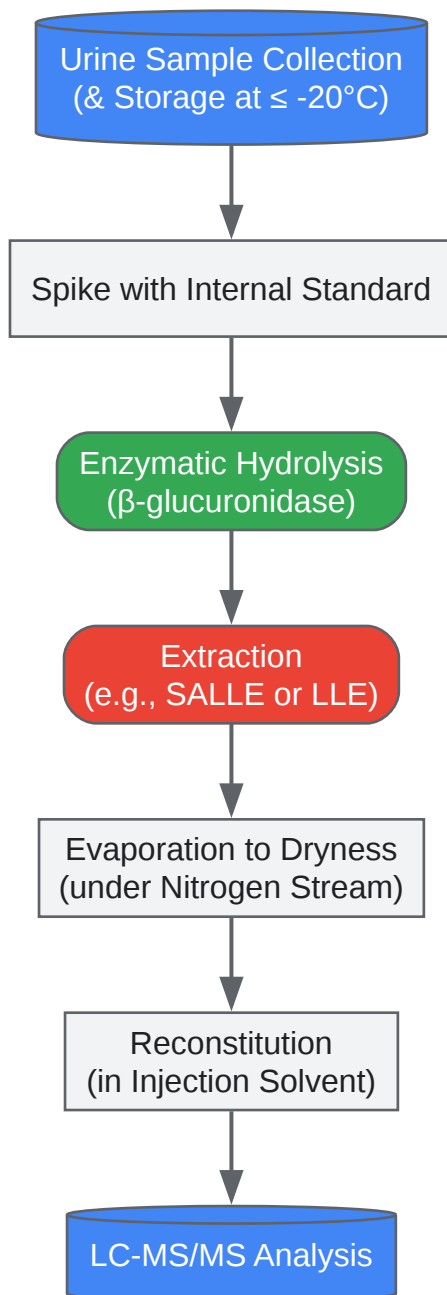 Urine Sample Collection
(& Storage at ≤ -20°C)
Spike with Internal Standard
Enzymatic Hydrolysis
(β-glucuronidase)
Extraction
(e.g., SALLE or LLE)
Evaporation to Dryness
(under Nitrogen Stream)
Reconstitution
(in Injection Solvent)
LC-MS/MS Analysis